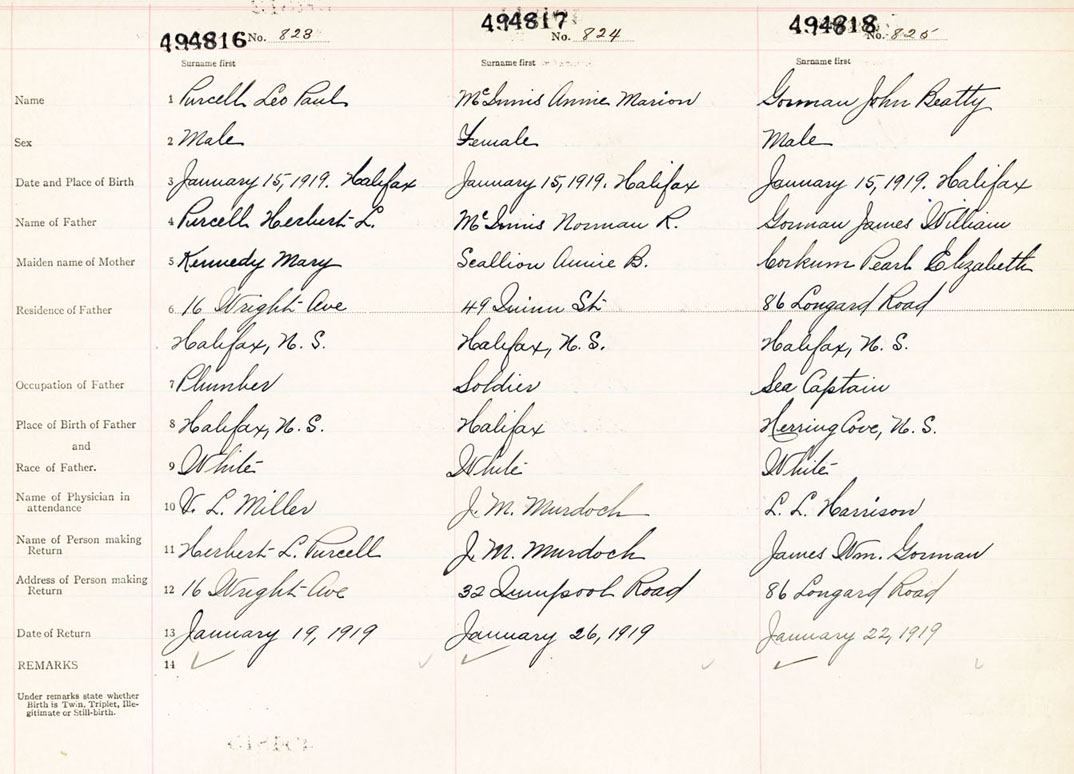 494816 No. 823 494817 No. 824 494818 No. 825
Surname first Surname first Surname first
Name 1 Purcell Leo Paul McInnis Annie Marion Gorman John Beatty
Sex 2 Male Female Male
Date and Place of Birth 3 January 15, 1919. Halifax January 15, 1919. Halifax January 15, 1919. Halifax
Name of Father 4 Purcell Herbert L. McInnis Norman R. Gorman James William
Maiden name of Mother 5 Kennedy Mary Scallion Annie B. Corkum Pearl Elizabeth
Residence of Father 6 16 Wright Ave 49 Quinn St 86 Longard Road
Halifax, N. S. Halifax, N. S. Halifax, N. S.
Occupation of Father 7 Plumber Soldier Sea Captain
Place of Birth of Father 8 Halifax, N. S. Halifax Herring Cove, N. S.
and
Race of Father. 9 White White White
Name of Physician in
attendance 10 V. L. Miller J. M. Murdoch L. L. Harrison
Name of Person making
Return 11 Herbert L. Purcell J. M. Murdoch James Wm. Gorman
Address of Person making
Return 12 16 Wright Ave 32 Road 86 Longard Road
Date of Return 13 January 19, 1919 January 26, 1919 January 22, 1919
REMARKS 14
Under remarks state whether
Birth is Twin, Triplet, Ille-
gitimate or Still-birth.